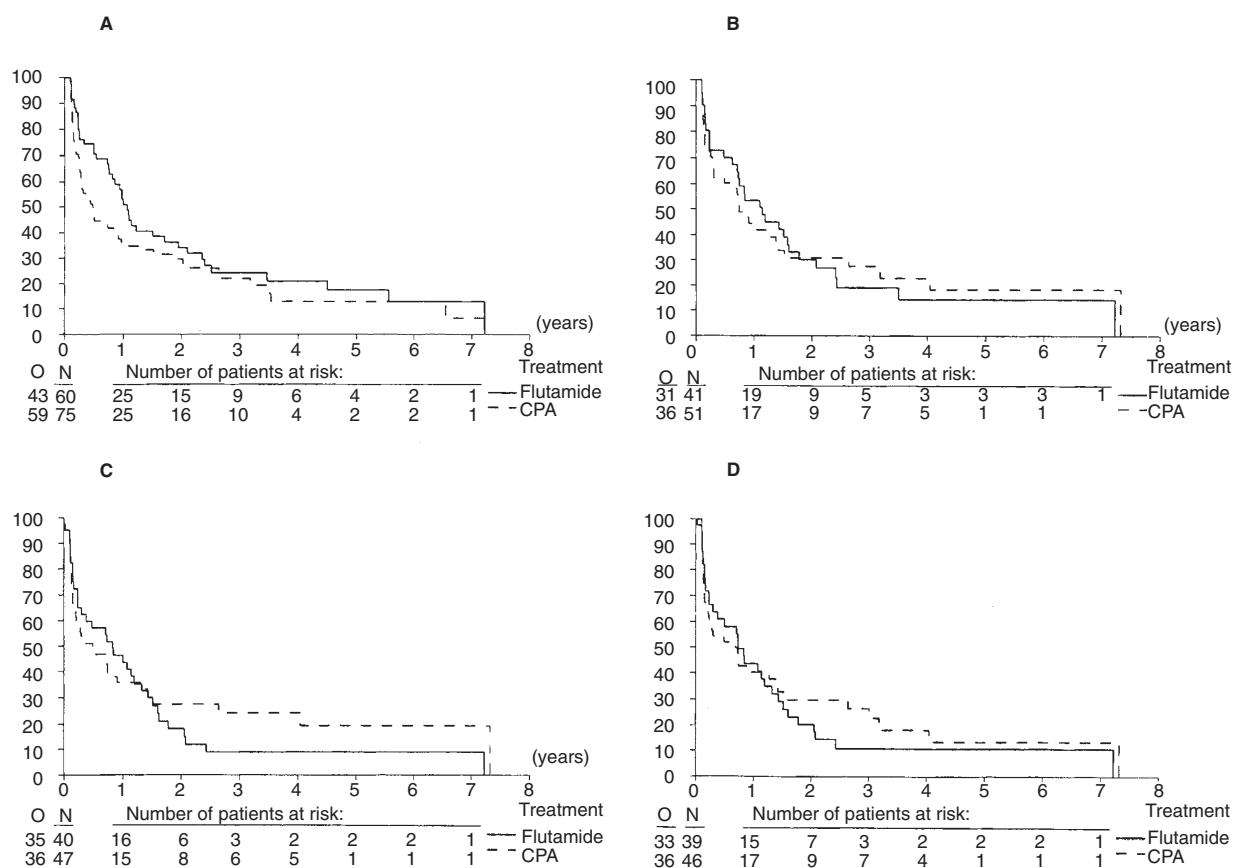 A
100
90
80
70
60
50
40
30
20
10
0
(years)
0 1 2 3 4 5 6 7 8
O N Number of patients at risk: Treatment
43 60 25 15 9 6 4 2 1 Flutamide
59 75 25 16 10 4 2 2 1 CPA
B
100
90
80
70
60
50
40
30
20
10
0
(years)
0 1 2 3 4 5 6 7 8
O N Number of patients at risk: Treatment
31 41 19 9 5 3 3 3 1 Flutamide
36 51 17 9 7 5 1 1 CPA
C
100
90
80
70
60
50
40
30
20
10
0
(years)
0 1 2 3 4 5 6 7 8
O N Number of patients at risk: Treatment
35 40 16 6 3 2 2 2 1 Flutamide
36 47 15 8 6 5 1 1 1 CPA
D
100
90
80
70
60
50
40
30
20
10
0
0 1 2 3 4 5 6 7 8
O N Number of patients at risk: Treatment
33 39 15 7 3 2 2 2 1 Flutamide
36 46 17 9 7 4 1 1 1 CPA